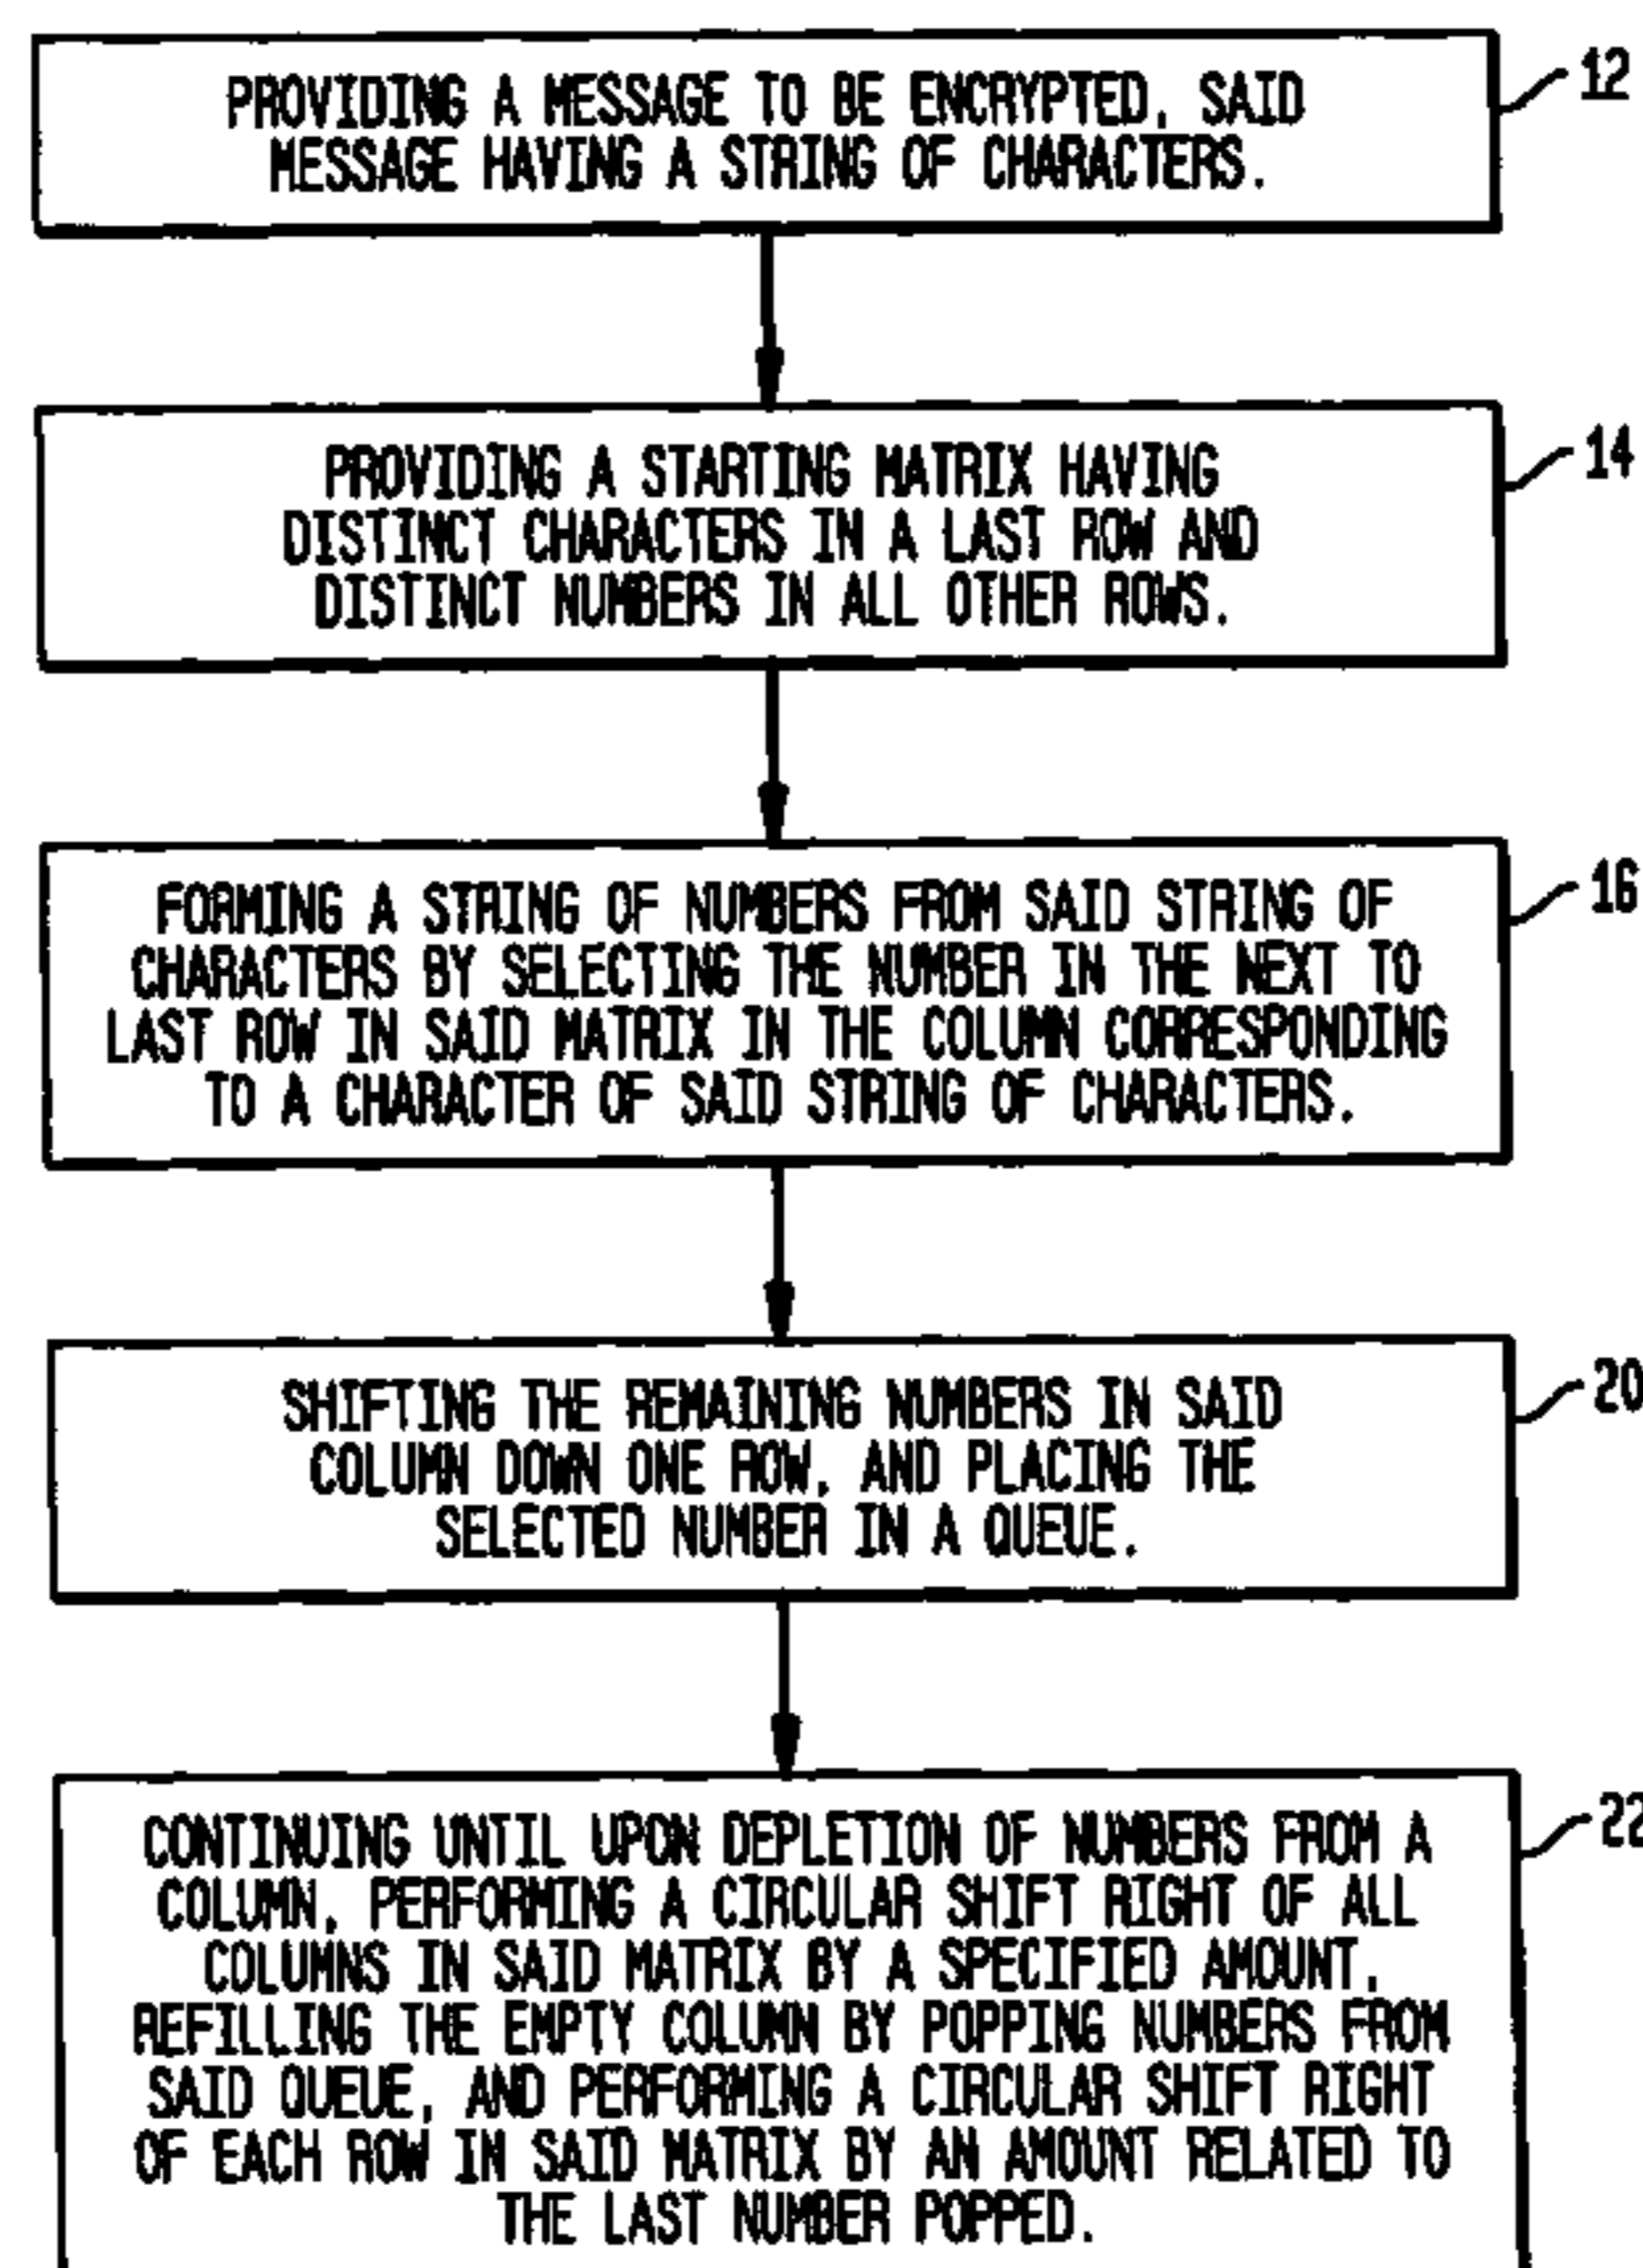 PROVIDING A MESSAGE TO BE ENCRYPTED, SAID
MESSAGE HAVING A STRING OF CHARACTERS.
12
PROVIDING A STARTING MATRIX HAVING
DISTINCT CHARACTERS IN A LAST ROW AND
DISTINCT NUMBERS IN ALL OTHER ROWS.
14
FORMING A STRING OF NUMBERS FROM SAID STRING OF
CHARACTERS BY SELECTING THE NUMBER IN THE NEXT TO
LAST ROW IN SAID MATRIX IN THE COLUMN CORRESPONDING
TO A CHARACTER OF SAID STRING OF CHARACTERS.
16
SHIFTING THE REMAINING NUMBERS IN SAID
COLUMN DOWN ONE ROW, AND PLACING THE
SELECTED NUMBER IN A QUEUE.
20
CONTINUING UNTIL UPON DEPLETION OF NUMBERS FROM A
COLUMN, PERFORMING A CIRCULAR SHIFT RIGHT OF ALL
COLUMNS IN SAID MATRIX BY A SPECIFIED AMOUNT,
REFILLING THE EMPTY COLUMN BY POPPING NUMBERS FROM
SAID QUEUE, AND PERFORMING A CIRCULAR SHIFT RIGHT
OF EACH ROW IN SAID MATRIX BY AN AMOUNT RELATED TO
THE LAST NUMBER POPPED.
22